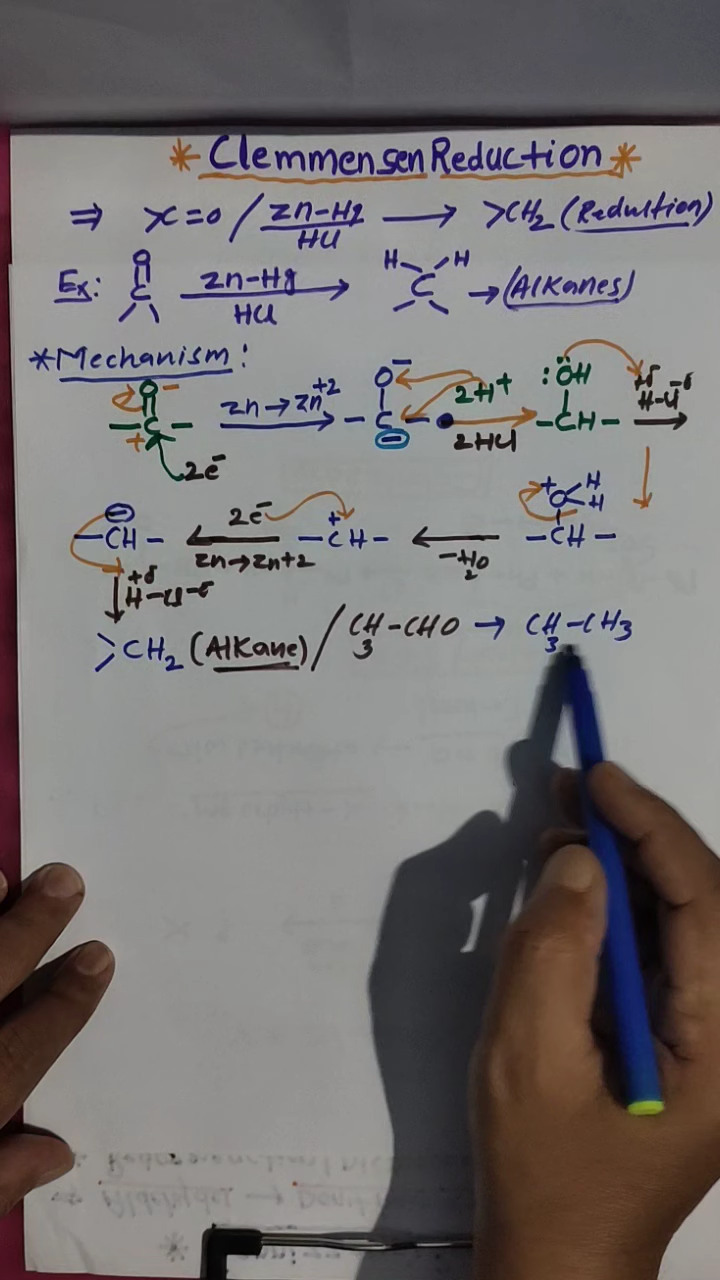 * Clemmensen Reduction *
⇒ >C=O / Zn-Hg/HCl → >CH2 (Redultion)
Ex: O C Zn-Hg/HCl → H H C → (Alkanes)
*Mechanism:
O⁻ C + 2e⁻ Zn→Zn+2 O⁻ -C- ⊖ 2H+ 2HCl :ÖH -CH- +δ H-Cl-δ
⊖ -CH- 2e⁻ Zn→Zn+2 + -CH- -H2O +O H H -CH-
+δ H-Cl-δ
>CH2 (Alkane) / CH3-CHO → CH3-CH3